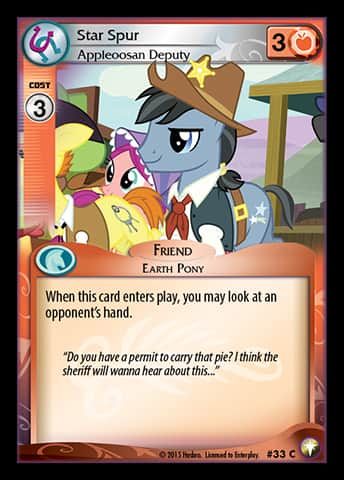 Star Spur
Appleoosan Deputy
3
COST
3
FRIEND
EARTH PONY
When this card enters play, you may look at an
opponent's hand.
"Do you have a permit to carry that pie? I think the
sheriff will wanna hear about this..."
© 2015 Hasbro. Licensed to Enterplay. #33 C